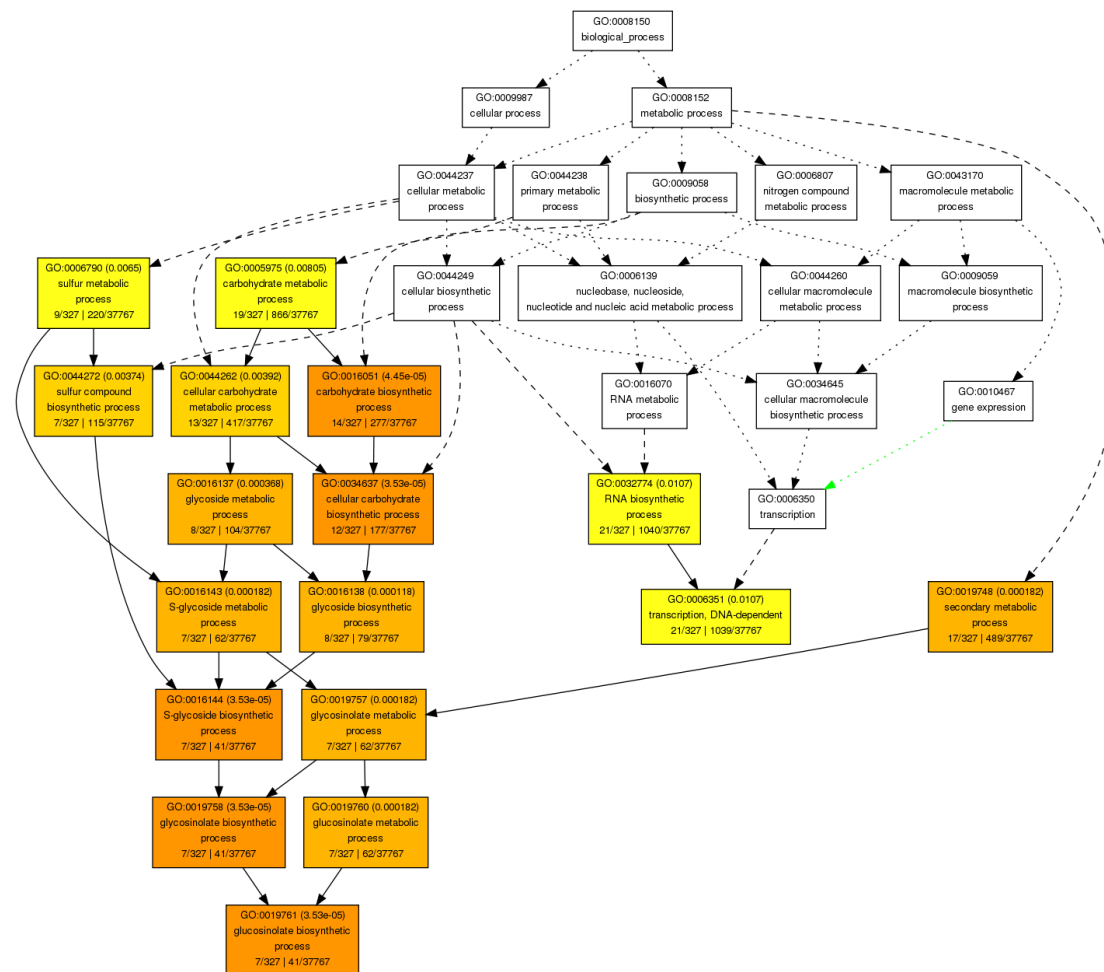 GO:0008150
biological_process
GO:0009987
cellular process
GO:0008152
metabolic process
GO:0044237
cellular metabolic
process
GO:0044238
primary metabolic
process
GO:0009058
biosynthetic process
GO:0006807
nitrogen compound
metabolic process
GO:0043170
macromolecule metabolic
process
GO:0006790 (0.0065)
sulfur metabolic
process
9/327 | 220/37767
GO:0005975 (0.00805)
carbohydrate metabolic
process
19/327 | 866/37767
GO:0044249
cellular biosynthetic
process
GO:0006139
nucleobase, nucleoside,
nucleotide and nucleic acid metabolic process
GO:0044260
cellular macromolecule
metabolic process
GO:0009059
macromolecule biosynthetic
process
GO:0044272 (0.00374)
sulfur compound
biosynthetic process
7/327 | 115/37767
GO:0044262 (0.00392)
cellular carbohydrate
metabolic process
13/327 | 417/37767
GO:0016051 (4.45e-05)
carbohydrate biosynthetic
process
14/327 | 277/37767
GO:0016070
RNA metabolic
process
GO:0034645
cellular macromolecule
biosynthetic process
GO:0010467
gene expression
GO:0016137 (0.000368)
glycoside metabolic
process
8/327 | 104/37767
GO:0034637 (3.53e-05)
cellular carbohydrate
biosynthetic process
12/327 | 177/37767
GO:0032774 (0.0107)
RNA biosynthetic
process
21/327 | 1040/37767
GO:0006350
transcription
GO:0016143 (0.000182)
S-glycoside metabolic
process
7/327 | 62/37767
GO:0016138 (0.000118)
glycoside biosynthetic
process
8/327 | 79/37767
GO:0006351 (0.0107)
transcription, DNA-dependent
21/327 | 1039/37767
GO:0019748 (0.000182)
secondary metabolic
process
17/327 | 489/37767
GO:0016144 (3.53e-05)
S-glycoside biosynthetic
process
7/327 | 41/37767
GO:0019757 (0.000182)
glycosinolate metabolic
process
7/327 | 62/37767
GO:0019758 (3.53e-05)
glycosinolate biosynthetic
process
7/327 | 41/37767
GO:0019760 (0.000182)
glucosinolate metabolic
process
7/327 | 62/37767
GO:0019761 (3.53e-05)
glucosinolate biosynthetic
process
7/327 | 41/37767